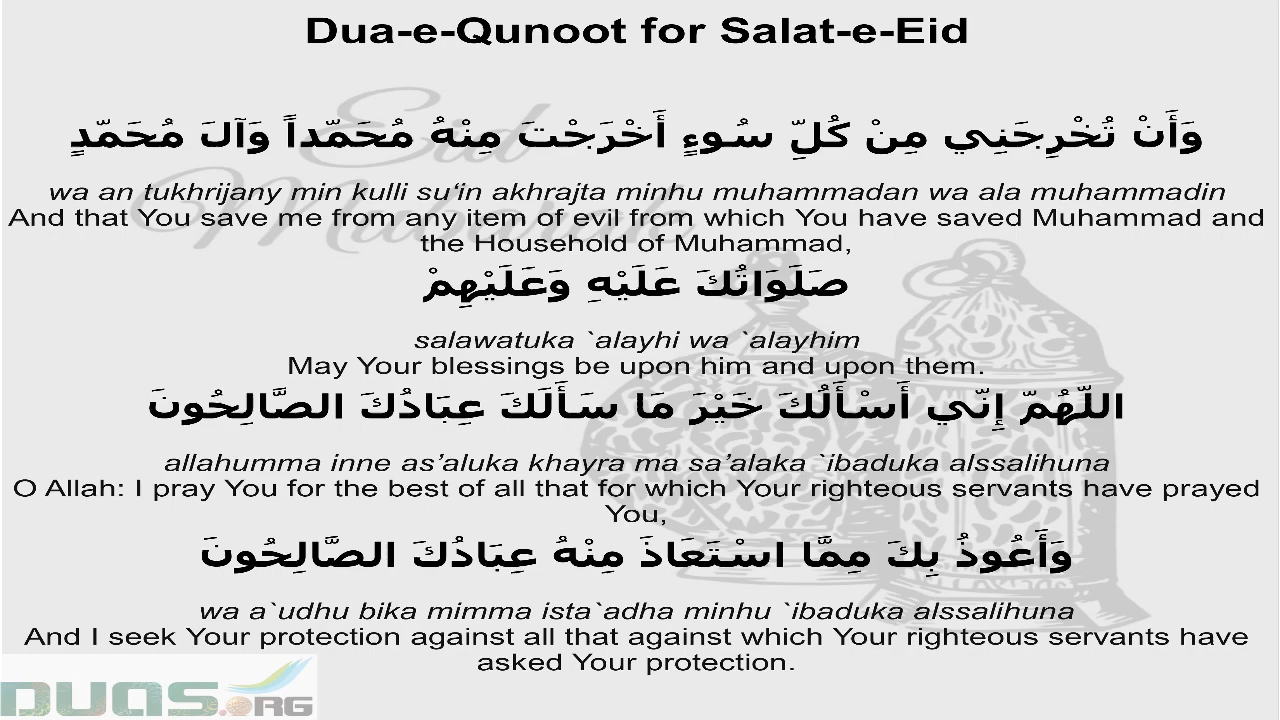 Dua-e-Qunoot for Salat-e-Eid
Eid
Mubarak
وَأَنْ تُخْرِجَنِي مِنْ كُلِّ سُوءٍ أَخْرَجْتَ مِنْهُ مُحَمّداً وَآلَ مُحَمّدٍ
wa an tukhrijany min kulli su‘in akhrajta minhu muhammadan wa ala muhammadin
And that You save me from any item of evil from which You have saved Muhammad and
the Household of Muhammad,
صَلَوَاتُكَ عَلَيْهِ وَعَلَيْهِمْ
salawatuka `alayhi wa `alayhim
May Your blessings be upon him and upon them.
اللّهُمّ إِنّي أَسْأَلُكَ خَيْرَ مَا سَأَلَكَ عِبَادُكَ الصَّالِحُونَ
allahumma inne as’aluka khayra ma sa’alaka `ibaduka alssalihuna
O Allah: I pray You for the best of all that for which Your righteous servants have prayed
You,
وَأَعُوذُ بِكَ مِمَّا اسْتَعَاذَ مِنْهُ عِبَادُكَ الصَّالِحُونَ
wa a`udhu bika mimma ista`adha minhu `ibaduka alssalihuna
And I seek Your protection against all that against which Your righteous servants have
asked Your protection.
DUAS.ORG